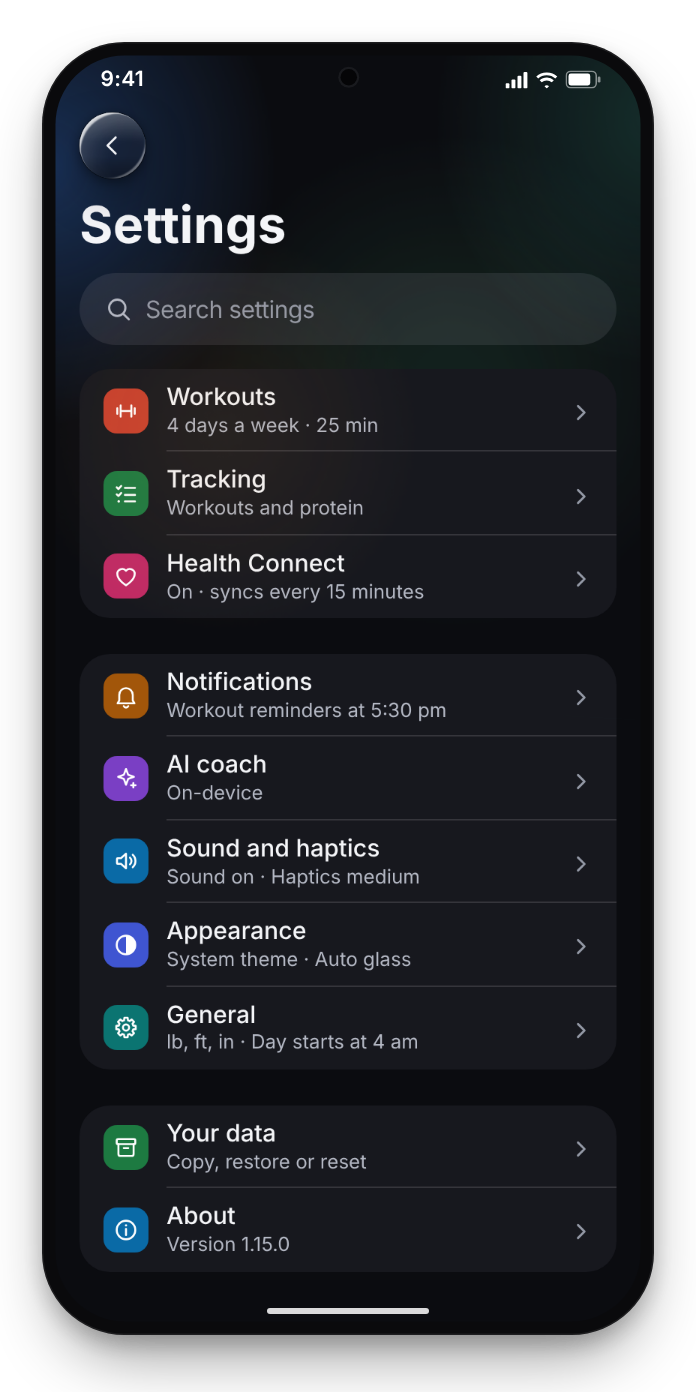 9:41
Settings
Search settings
Workouts
4 days a week · 25 min
Tracking
Workouts and protein
Health Connect
On · syncs every 15 minutes
Notifications
Workout reminders at 5:30 pm
AI coach
On-device
Sound and haptics
Sound on · Haptics medium
Appearance
System theme · Auto glass
General
lb, ft, in · Day starts at 4 am
Your data
Copy, restore or reset
About
Version 1.15.0